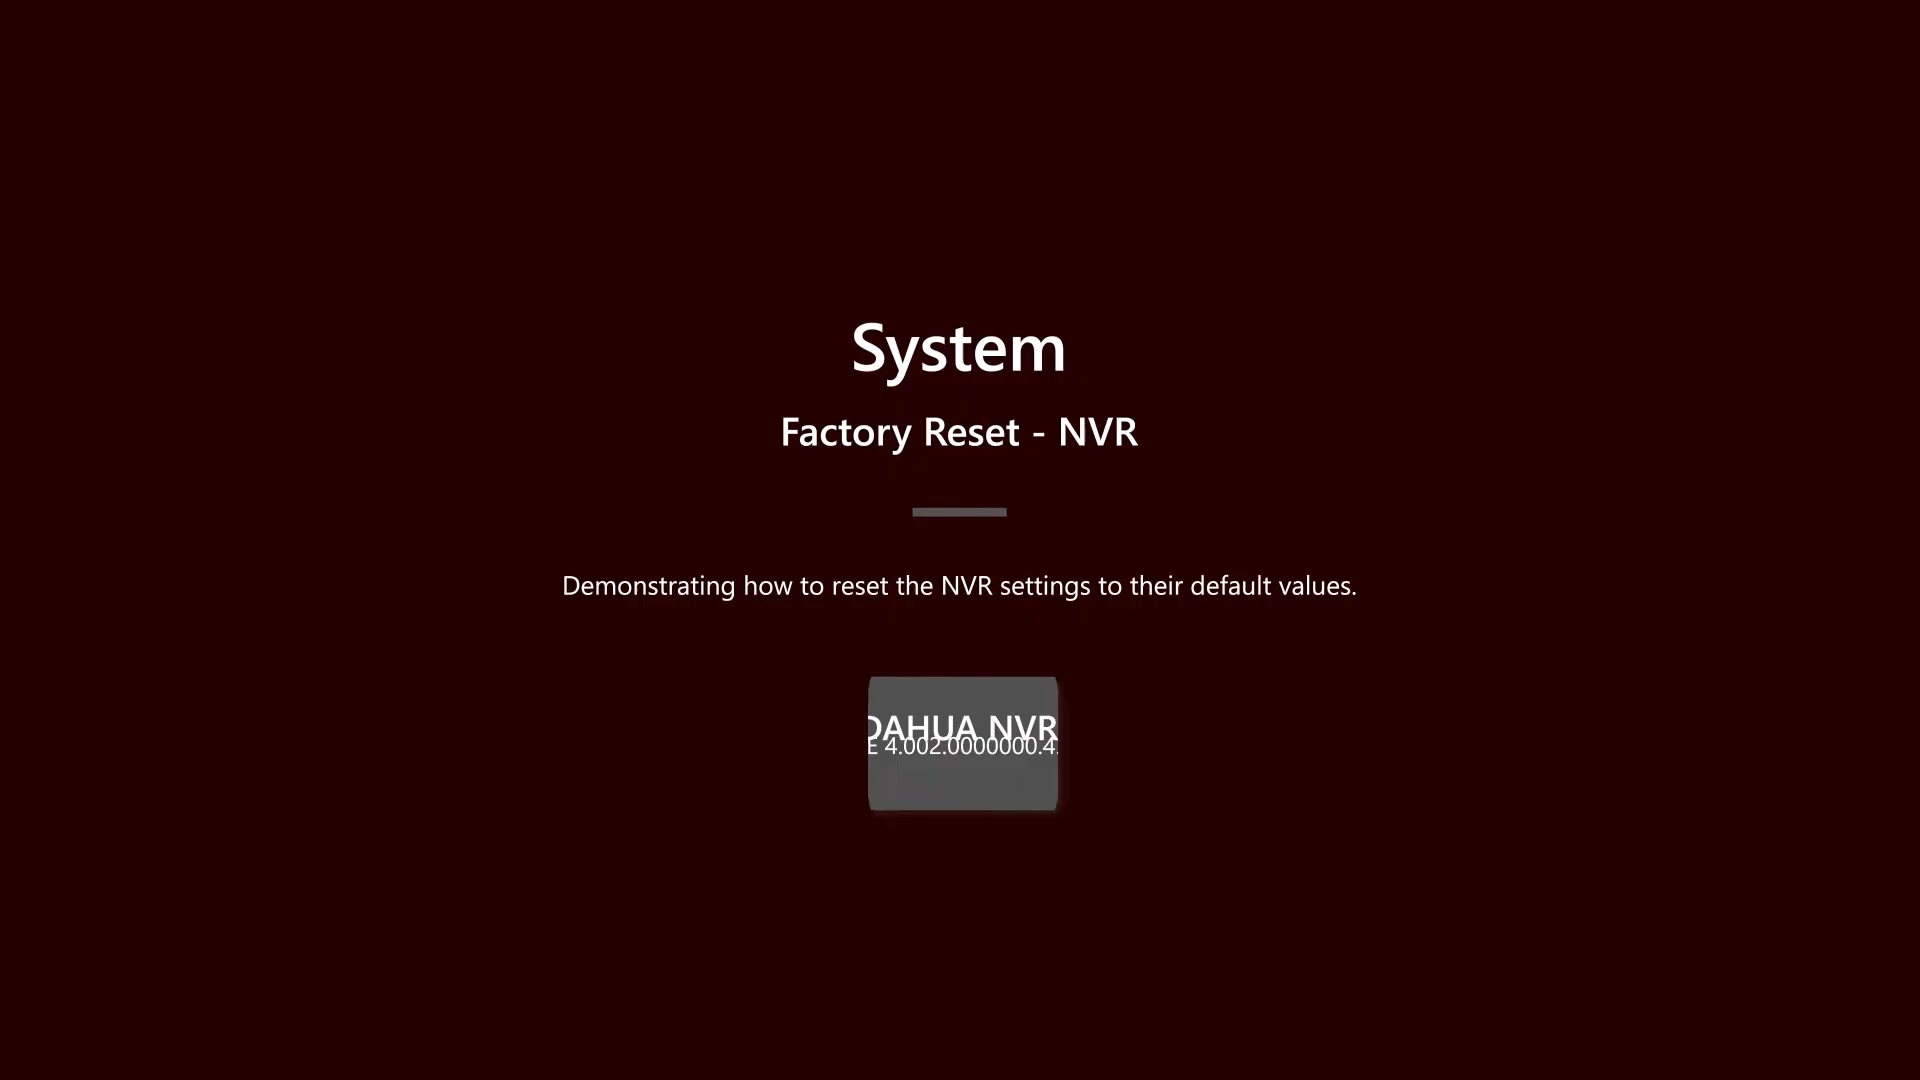 System
Factory Reset - NVR
Demonstrating how to reset the NVR settings to their default values.
DAHUA NVR
4.002.0000000.4